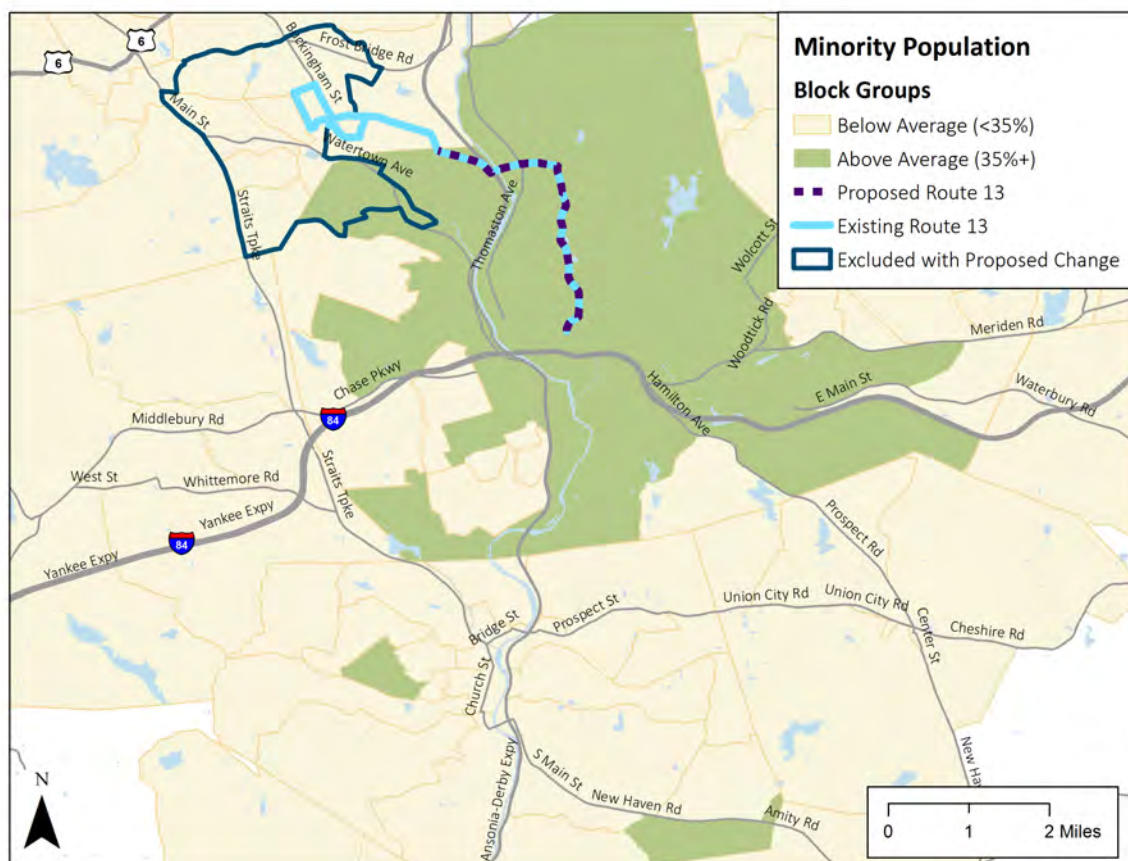 6
6
Buckingham St
Frost Bridge Rd
Main St
Watertown Ave
Straits Tpke
Thomaston Ave
Wolcott St
Woodtick Rd
Meriden Rd
Chase Pkwy
Hamilton Ave
E Main St
Waterbury Rd
Middlebury Rd
84
West St
Whittemore Rd
Straits Tpke
Yankee Expy
84
Yankee Expy
Prospect Rd
Bridge St
Prospect St
Union City Rd
Union City Rd
Center St
Cheshire Rd
Church St
Ansonia-Derby Expy
S Main St
New Haven Rd
Amity Rd
New Ha
Minority Population
Block Groups
Below Average (<35%)
Above Average (35%+)
Proposed Route 13
Existing Route 13
Excluded with Proposed Change
N
0 1 2 Miles